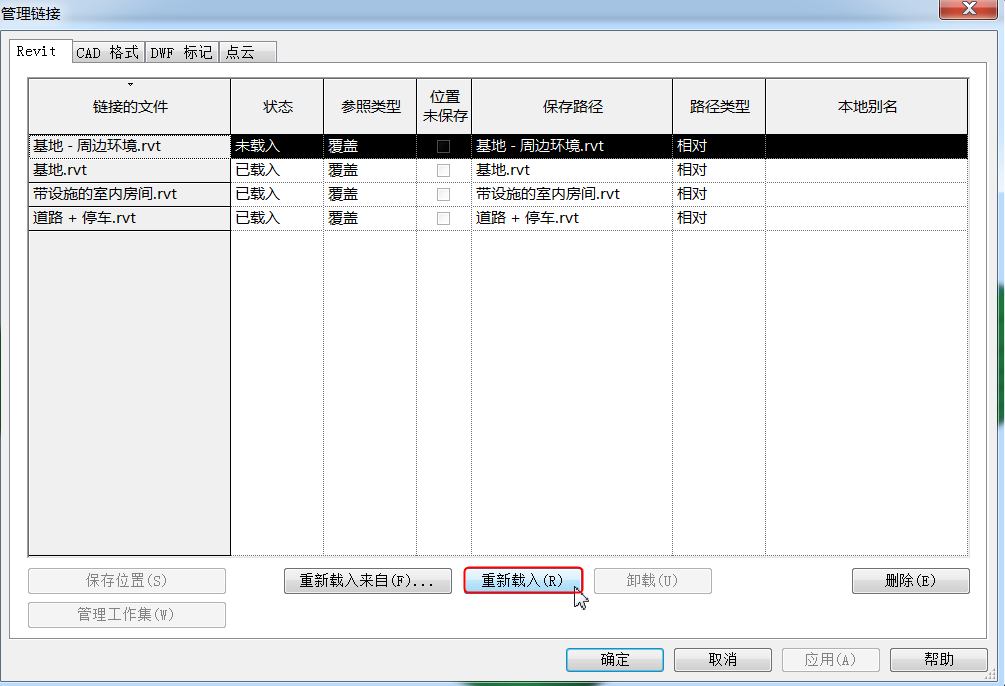 管理链接
Revit CAD 格式 DWF 标记 点云
链接的文件 状态 参照类型 位置未保存 保存路径 路径类型 本地别名
基地 - 周边环境.rvt 未载入 覆盖 基地 - 周边环境.rvt 相对
基地.rvt 已载入 覆盖 基地.rvt 相对
带设施的室内房间.rvt 已载入 覆盖 带设施的室内房间.rvt 相对
道路 + 停车.rvt 已载入 覆盖 道路 + 停车.rvt 相对
保存位置(S) 重新载入来自(F)... 重新载入(R) 卸载(U) 删除(E)
管理工作集(W)
确定 取消 应用(A) 帮助